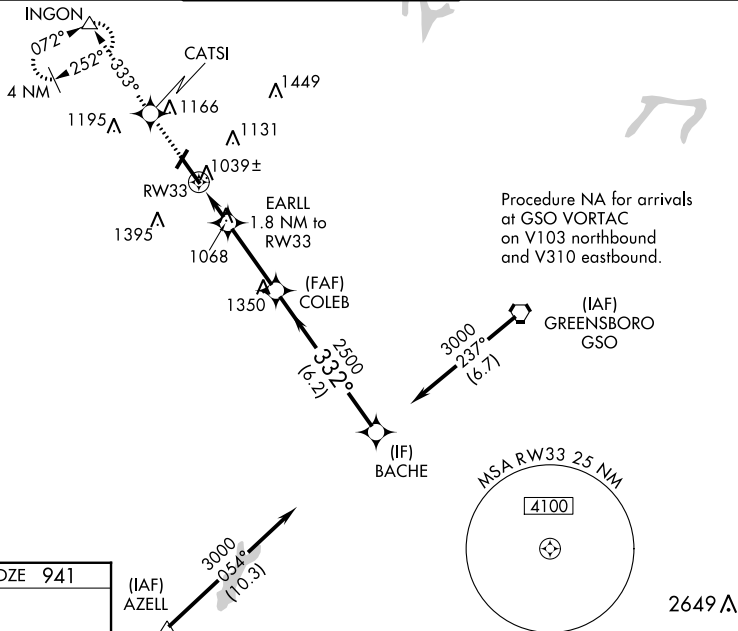 INGON
072°
252°
333°
4 NM
CATSI
1449
1166
1195
1131
1039±
RW33
EARLL
1.8 NM to
RW33
1395
1068
Procedure NA for arrivals
at GSO VORTAC
on V103 northbound
and V310 eastbound.
(FAF)
COLEB
1350
(IAF)
GREENSBORO
GSO
3000
237°
(6.7)
2500
332°
(6.2)
(IF)
BACHE
MSA RW33 25 NM
4100
3000
054°
(10.3)
DZE 941
(IAF)
AZELL
2649